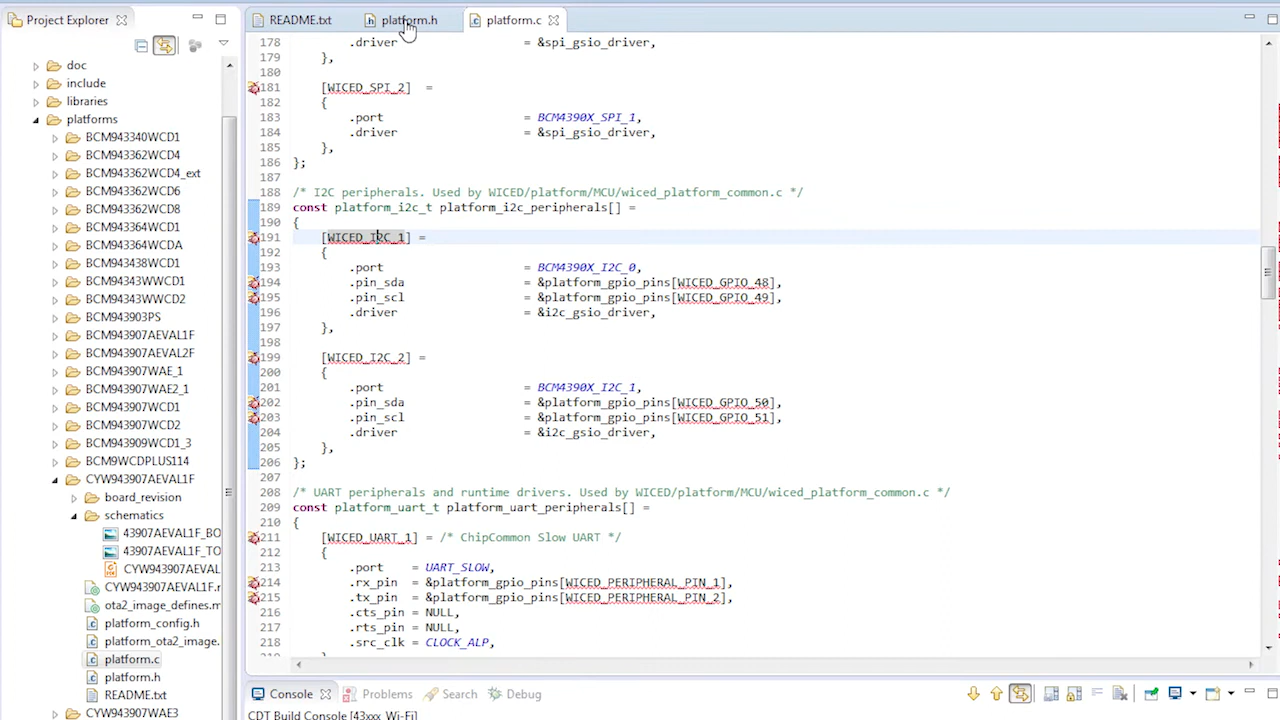 Project Explorer
README.txt
platform.h
platform.c
doc
include
libraries
platforms
BCM943340WCD1
BCM943362WCD4
BCM943362WCD4_ext
BCM943362WCD6
BCM943362WCD8
BCM943364WCD1
BCM943364WCDA
BCM943438WCD1
BCM94343WWCD1
BCM94343WWCD2
BCM943903PS
BCM943907AEVAL1F
BCM943907AEVAL2F
BCM943907WAE_1
BCM943907WAE2_1
BCM943907WCD1
BCM943907WCD2
BCM943909WCD1_3
BCM9WCDPLUS114
CYW943907AEVAL1F
board_revision
schematics
43907AEVAL1F_BO
43907AEVAL1F_TO
CYW943907AEVAL
CYW943907AEVAL1F.r
ota2_image_defines.m
platform_config.h
platform_ota2_image.
platform.c
platform.h
README.txt
CYW943907WAE3
178 .driver = &spi_gsio_driver,
179 },
180
181 [WICED_SPI_2] =
182 {
183 .port = BCM4390X_SPI_1,
184 .driver = &spi_gsio_driver,
185 },
186 };
187
188 /* I2C peripherals. Used by WICED/platform/MCU/wiced_platform_common.c */
189 const platform_i2c_t platform_i2c_peripherals[] =
190 {
191 [WICED_I2C_1] =
192 {
193 .port = BCM4390X_I2C_0,
194 .pin_sda = &platform_gpio_pins[WICED_GPIO_48],
195 .pin_scl = &platform_gpio_pins[WICED_GPIO_49],
196 .driver = &i2c_gsio_driver,
197 },
198
199 [WICED_I2C_2] =
200 {
201 .port = BCM4390X_I2C_1,
202 .pin_sda = &platform_gpio_pins[WICED_GPIO_50],
203 .pin_scl = &platform_gpio_pins[WICED_GPIO_51],
204 .driver = &i2c_gsio_driver,
205 },
206 };
207
208 /* UART peripherals and runtime drivers. Used by WICED/platform/MCU/wiced_platform_common.c */
209 const platform_uart_t platform_uart_peripherals[] =
210 {
211 [WICED_UART_1] = /* ChipCommon Slow UART */
212 {
213 .port = UART_SLOW,
214 .rx_pin = &platform_gpio_pins[WICED_PERIPHERAL_PIN_1],
215 .tx_pin = &platform_gpio_pins[WICED_PERIPHERAL_PIN_2],
216 .cts_pin = NULL,
217 .rts_pin = NULL,
218 .src_clk = CLOCK_ALP,
Console
Problems
Search
Debug
CDT Build Console [43xxx_Wi-Fi]